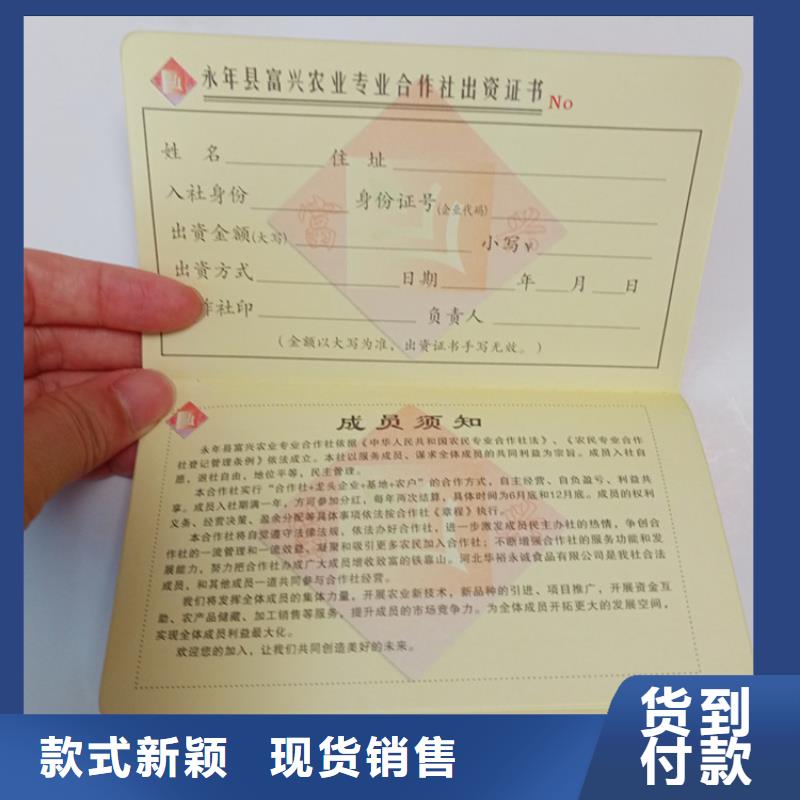 永年县富兴农业专业合作社出资证书 No
姓 名 住 址
入社身份 身份证号(企业代码)
出资金额(大写) 小写¥
出资方式 日期 年 月 日
作社印 负责人
(金额以大写为准,出资证书手写无效。)
富 兴
成员须知
永年县富兴农业专业合作社依据《中华人民共和国农民专业合作社法》、《农民专业合作
社登记管理条例》依法成立。本社以服务成员、谋求全体成员的共同利益为宗旨。成员入社自
愿、退社自由、地位平等,民主管理。
本合作社实行“合作社+龙头企业+基地+农户”的合作方式,自主经营、自负盈亏、利益共
享。成员入社期满一年,方可参加分红,每年两次结算,具体时间为6月底和12月底。成员的权利
义务、经营决策、盈余分配等具体事项依法按合作社《章程》执行。
本合作社将自觉遵守法律法规、依法办好合作社,进一步激发成员民主办社的热情,争创合
作社的一流管理和一流效益、凝聚和吸引更多农民加入合作社;不断增强合作社的服务功能和发
展能力,努力把合作社办成广大成员增收致富的铁靠山。河北华裕永诚食品有限公司是我社合法
成员,和其他成员一道共同参与合作社经营。
我们将发挥全体成员的集体力量,开展农业新技术,新品种的引进、项目推广,开展资金互
助、农产品储藏、加工销售等服务,提升成员的市场竞争力。为全体成员开拓更大的发展空间,
实现全体成员利益最大化。
欢迎您的加入,让我们共同创造美好的未来。
款式新颖 现货销售
货到
付款